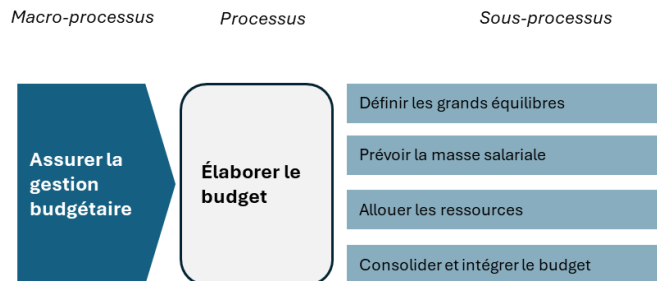 Macro-processus
Processus
Sous-processus
Assurer la
gestion
budgétaire
Élaborer le
budget
Définir les grands équilibres
Prévoir la masse salariale
Allouer les ressources
Consolider et intégrer le budget